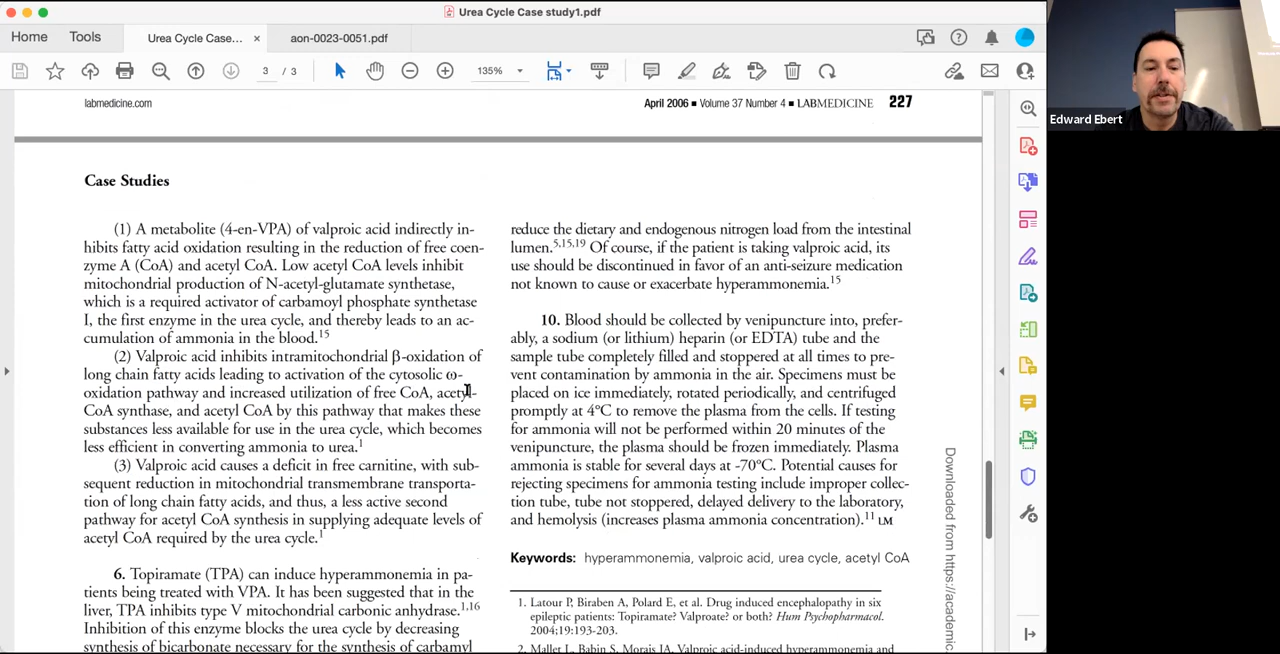 Urea Cycle Case study1.pdf
Home
Tools
Urea Cycle Case...
×
aon-0023-0051.pdf
3 / 3
135%
Edward Ebert
labmedicine.com
April 2006 ■ Volume 37 Number 4 ■ LABMEDICINE 227
Case Studies
(1) A metabolite (4-en-VPA) of valproic acid indirectly in-
hibits fatty acid oxidation resulting in the reduction of free coen-
zyme A (CoA) and acetyl CoA. Low acetyl CoA levels inhibit
mitochondrial production of N-acetyl-glutamate synthetase,
which is a required activator of carbamoyl phosphate synthetase
I, the first enzyme in the urea cycle, and thereby leads to an ac-
cumulation of ammonia in the blood.15
(2) Valproic acid inhibits intramitochondrial β-oxidation of
long chain fatty acids leading to activation of the cytosolic ω-
oxidation pathway and increased utilization of free CoA, acetyl-
CoA synthase, and acetyl CoA by this pathway that makes these
substances less available for use in the urea cycle, which becomes
less efficient in converting ammonia to urea.1
(3) Valproic acid causes a deficit in free carnitine, with sub-
sequent reduction in mitochondrial transmembrane transporta-
tion of long chain fatty acids, and thus, a less active second
pathway for acetyl CoA synthesis in supplying adequate levels of
acetyl CoA required by the urea cycle.1
6. Topiramate (TPA) can induce hyperammonemia in pa-
tients being treated with VPA. It has been suggested that in the
liver, TPA inhibits type V mitochondrial carbonic anhydrase.1,16
Inhibition of this enzyme blocks the urea cycle by decreasing
synthesis of bicarbonate necessary for the synthesis of carbamyl
reduce the dietary and endogenous nitrogen load from the intestinal
lumen.5,15,19 Of course, if the patient is taking valproic acid, its
use should be discontinued in favor of an anti-seizure medication
not known to cause or exacerbate hyperammonemia.15
10. Blood should be collected by venipuncture into, prefer-
ably, a sodium (or lithium) heparin (or EDTA) tube and the
sample tube completely filled and stoppered at all times to pre-
vent contamination by ammonia in the air. Specimens must be
placed on ice immediately, rotated periodically, and centrifuged
promptly at 4°C to remove the plasma from the cells. If testing
for ammonia will not be performed within 20 minutes of the
venipuncture, the plasma should be frozen immediately. Plasma
ammonia is stable for several days at -70°C. Potential causes for
rejecting specimens for ammonia testing include improper collec-
tion tube, tube not stoppered, delayed delivery to the laboratory,
and hemolysis (increases plasma ammonia concentration).11 LM
Keywords: hyperammonemia, valproic acid, urea cycle, acetyl CoA
1. Latour P, Biraben A, Polard E, et al. Drug induced encephalopathy in six
epileptic patients: Topiramate? Valproate? or both? Hum Psychopharmacol.
2004;19:193-203.
2. Mallet L, Babin S, Morais JA. Valproic acid-induced hyperammonemia and
Downloaded from https://academic.